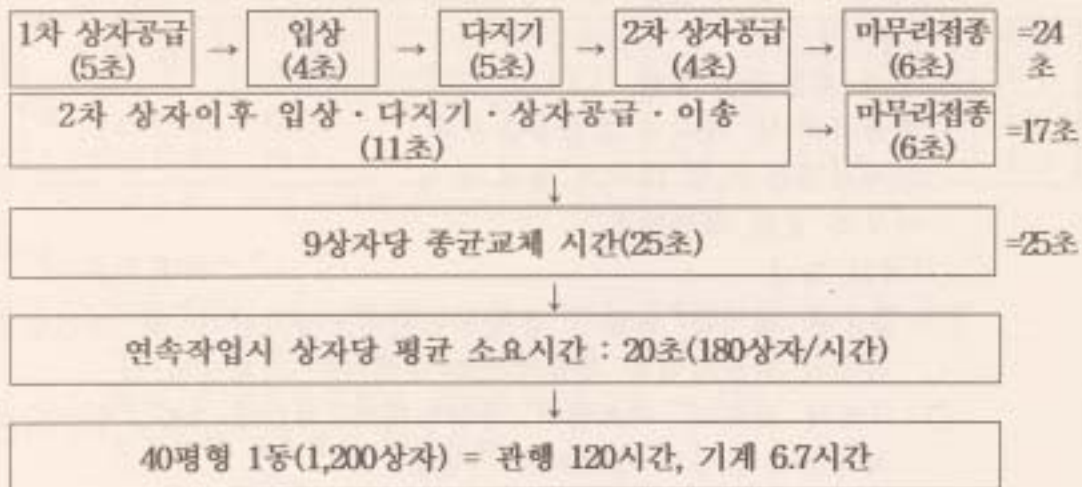 1차 상자공급 → 입상 → 다지기 → 2차 상자공급 → 마무리접종 =24
(5초) (4초) (5초) (4초) (6초) 초
2차 상자이후 입상 · 다지기 · 상자공급 · 이송 → 마무리접종 =17초
(11초) (6초)
↓
9상자당 종균교체 시간(25초) =25초
↓
연속작업시 상자당 평균 소요시간 : 20초(180상자/시간)
↓
40평형 1동(1,200상자) = 관행 120시간, 기계 6.7시간